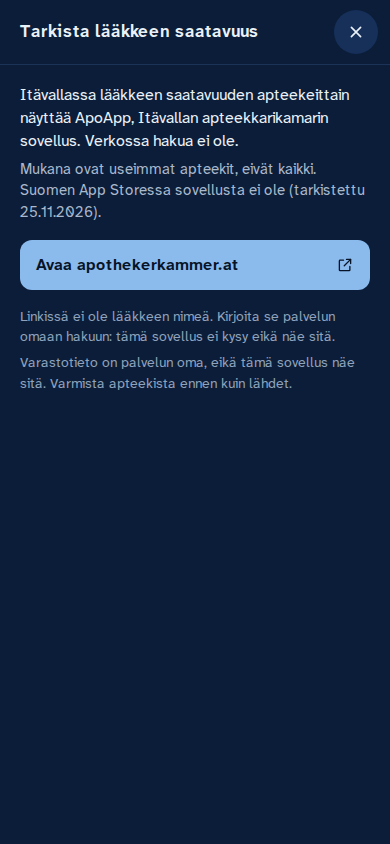 Tarkista lääkkeen saatavuus
Itävallassa lääkkeen saatavuuden apteekeittain
näyttää ApoApp, Itävallan apteekkarikamarin
sovellus. Verkossa hakua ei ole.
Mukana ovat useimmat apteekit, eivät kaikki.
Suomen App Storessa sovellusta ei ole (tarkistettu
25.11.2026).
Avaa apothekerkammer.at
Linkissä ei ole lääkkeen nimeä. Kirjoita se palvelun
omaan hakuun: tämä sovellus ei kysy eikä näe sitä.
Varastotieto on palvelun oma, eikä tämä sovellus näe
sitä. Varmista apteekista ennen kuin lähdet.